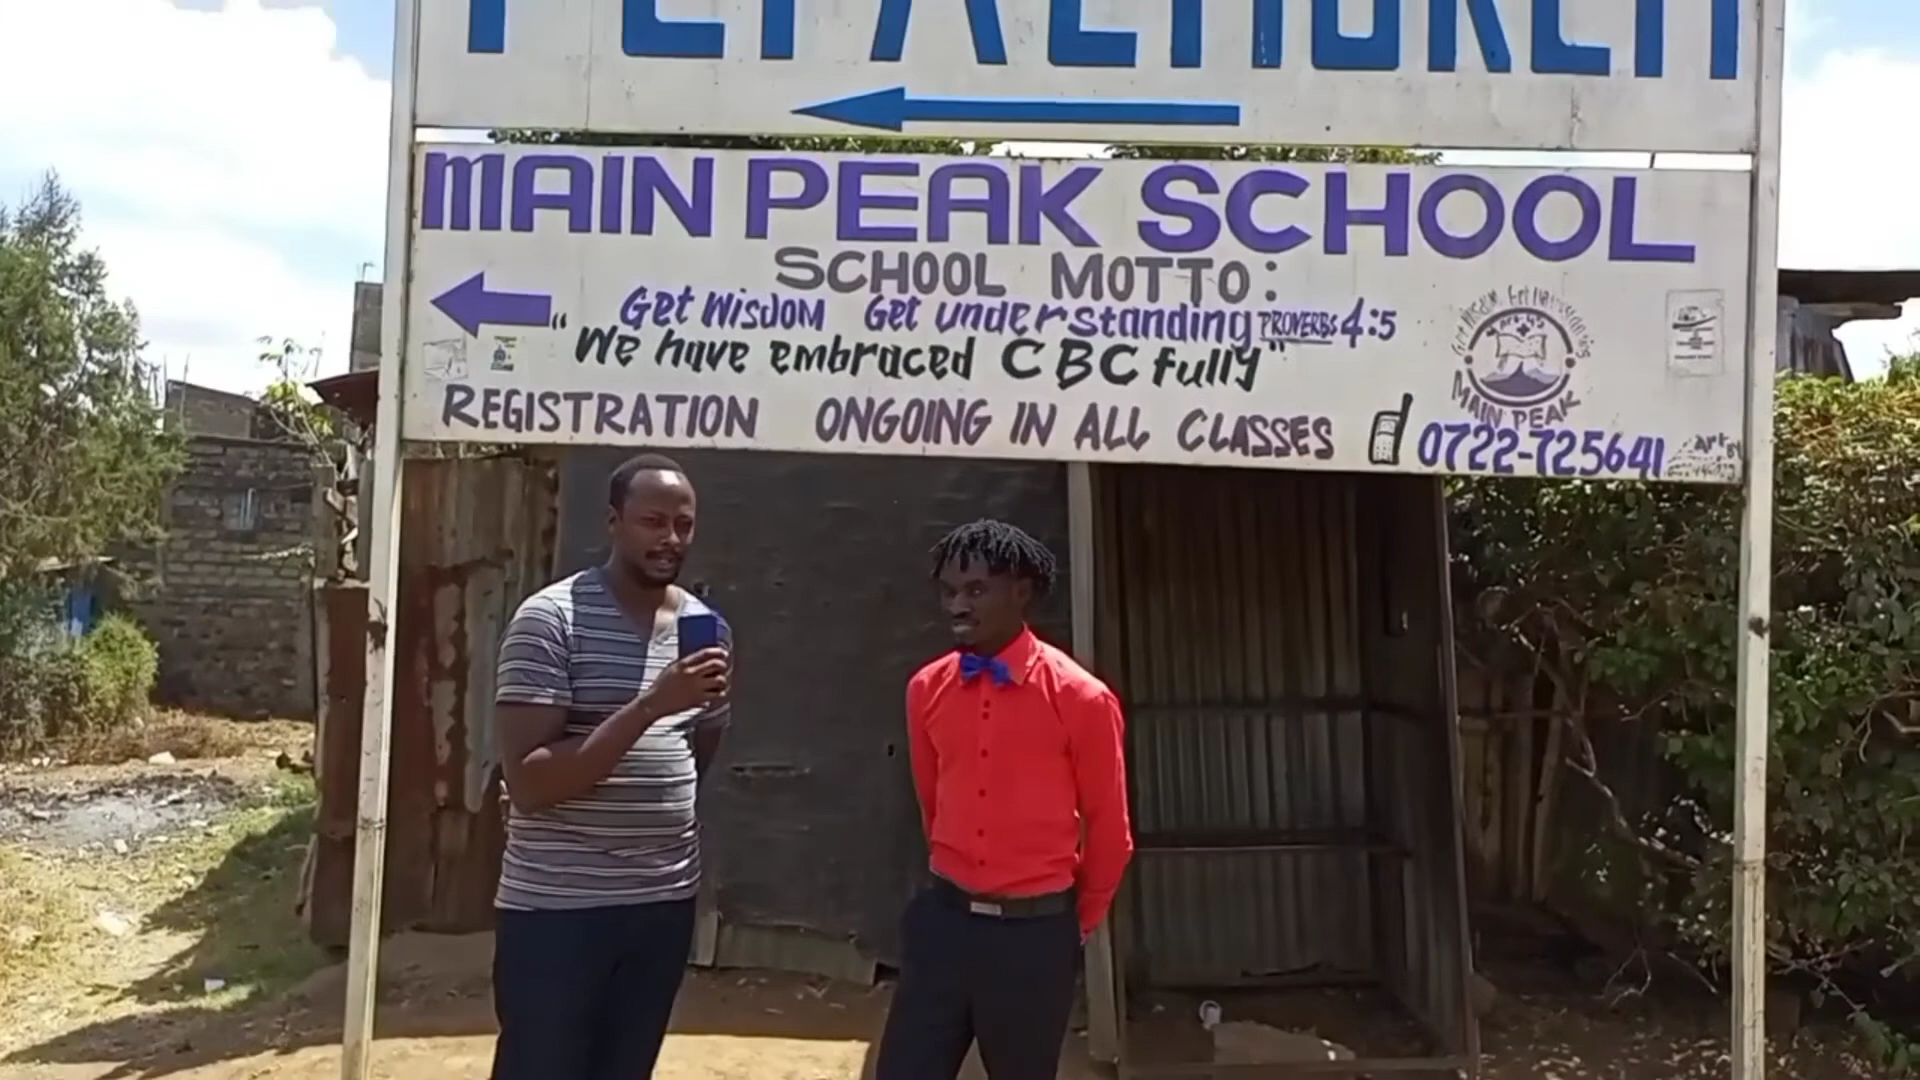 MAIN PEAK SCHOOL
SCHOOL MOTTO:
Get Wisdom Get understanding PROVERBS 4:5
"We have embraced CBC fully"
REGISTRATION ONGOING IN ALL CLASSES 0722-725641
MAIN PEAK